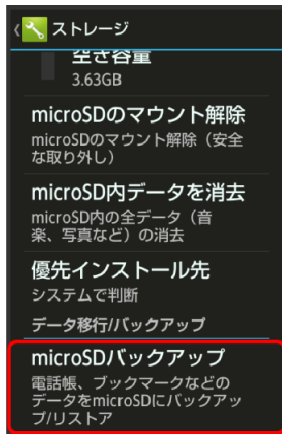 ストレージ
空き容量
3.63GB
microSDのマウント解除
microSDのマウント解除（安全
な取り外し）
microSD内データを消去
microSD内の全データ（音
楽、写真など）の消去
優先インストール先
システムで判断
データ移行/バックアップ
microSDバックアップ
電話帳、ブックマークなどの
データをmicroSDにバックアッ
プ/リストア